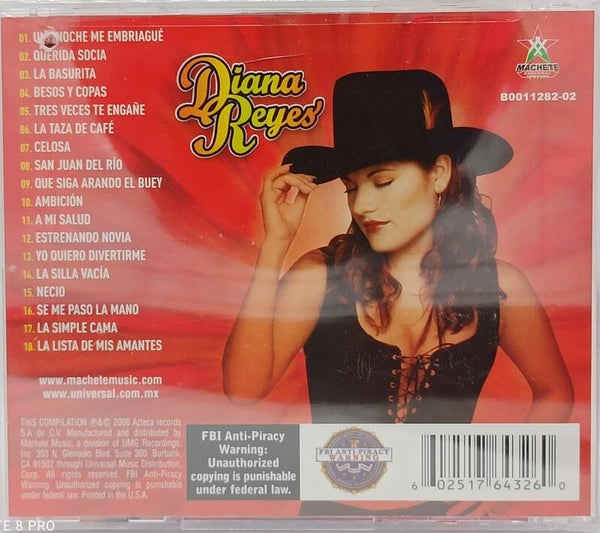 01. UNA NOCHE ME EMBRIAGUÉ
02. QUERIDA SOCIA
03. LA BASURITA
04. BESOS Y COPAS
05. TRES VECES TE ENGAÑE
06. LA TAZA DE CAFÉ
07. CELOSA
08. SAN JUAN DEL RÍO
09. QUE SIGA ARANDO EL BUEY
10. AMBICIÓN
11. A MI SALUD
12. ESTRENANDO NOVIA
13. YO QUIERO DIVERTIRME
14. LA SILLA VACÍA
15. NECIO
16. SE ME PASO LA MANO
17. LA SIMPLE CAMA
18. LA LISTA DE MIS AMANTES
www.machetemusic.com
www.universal.com.mx
Diana
Reyes
MACHETE
B0011282-02
THIS COMPILATION ℗&© 2008 Azteca records
S.A de C.V. Manufactured and distributed by
Machete Music, a division of UMG Recordings,
Inc. 303 N. Glenoaks Blvd. Suite 300, Burbank,
CA 91502 through Universal Music Distribution,
Corp. All rights reserved. FBI Anti-Piracy
Warning: Unauthorized copying is punishable
under federal law. Printed in the U.S.A.
FBI Anti-Piracy
Warning:
Unauthorized
copying is punishable
under federal law.
FBI ANTI-PIRACY
WARNING
6 02517 64326 0
TE 8 PRO